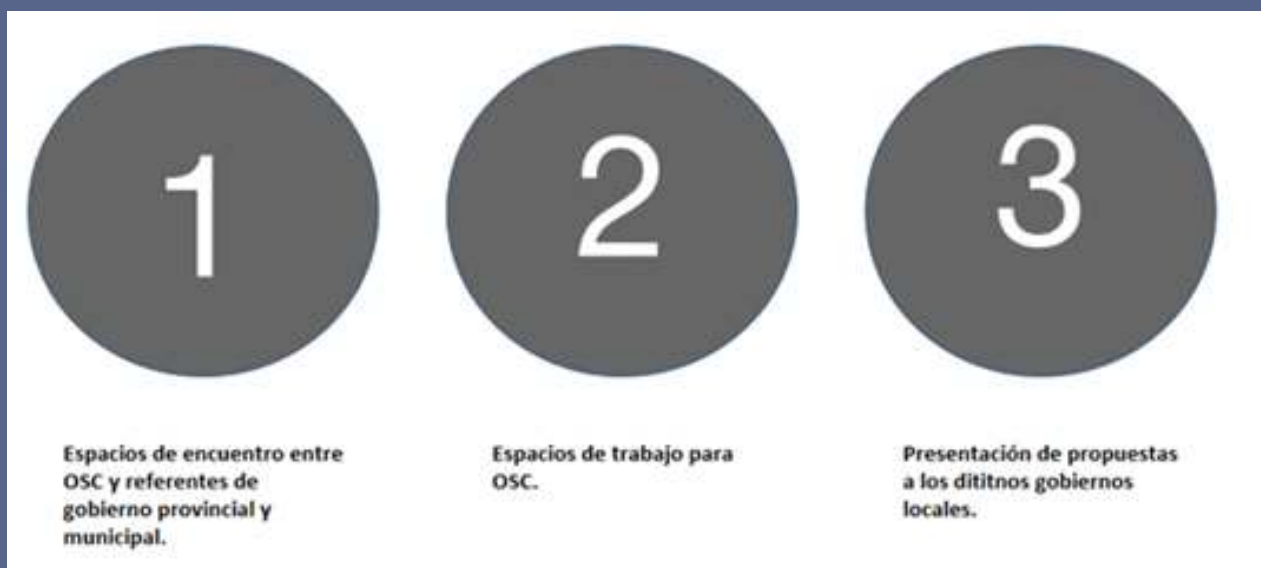 1
Espacios de encuentro entre
OSC y referentes de
gobierno provincial y
municipal.
2
Espacios de trabajo para
OSC.
3
Presentación de propuestas
a los dititnos gobiernos
locales.